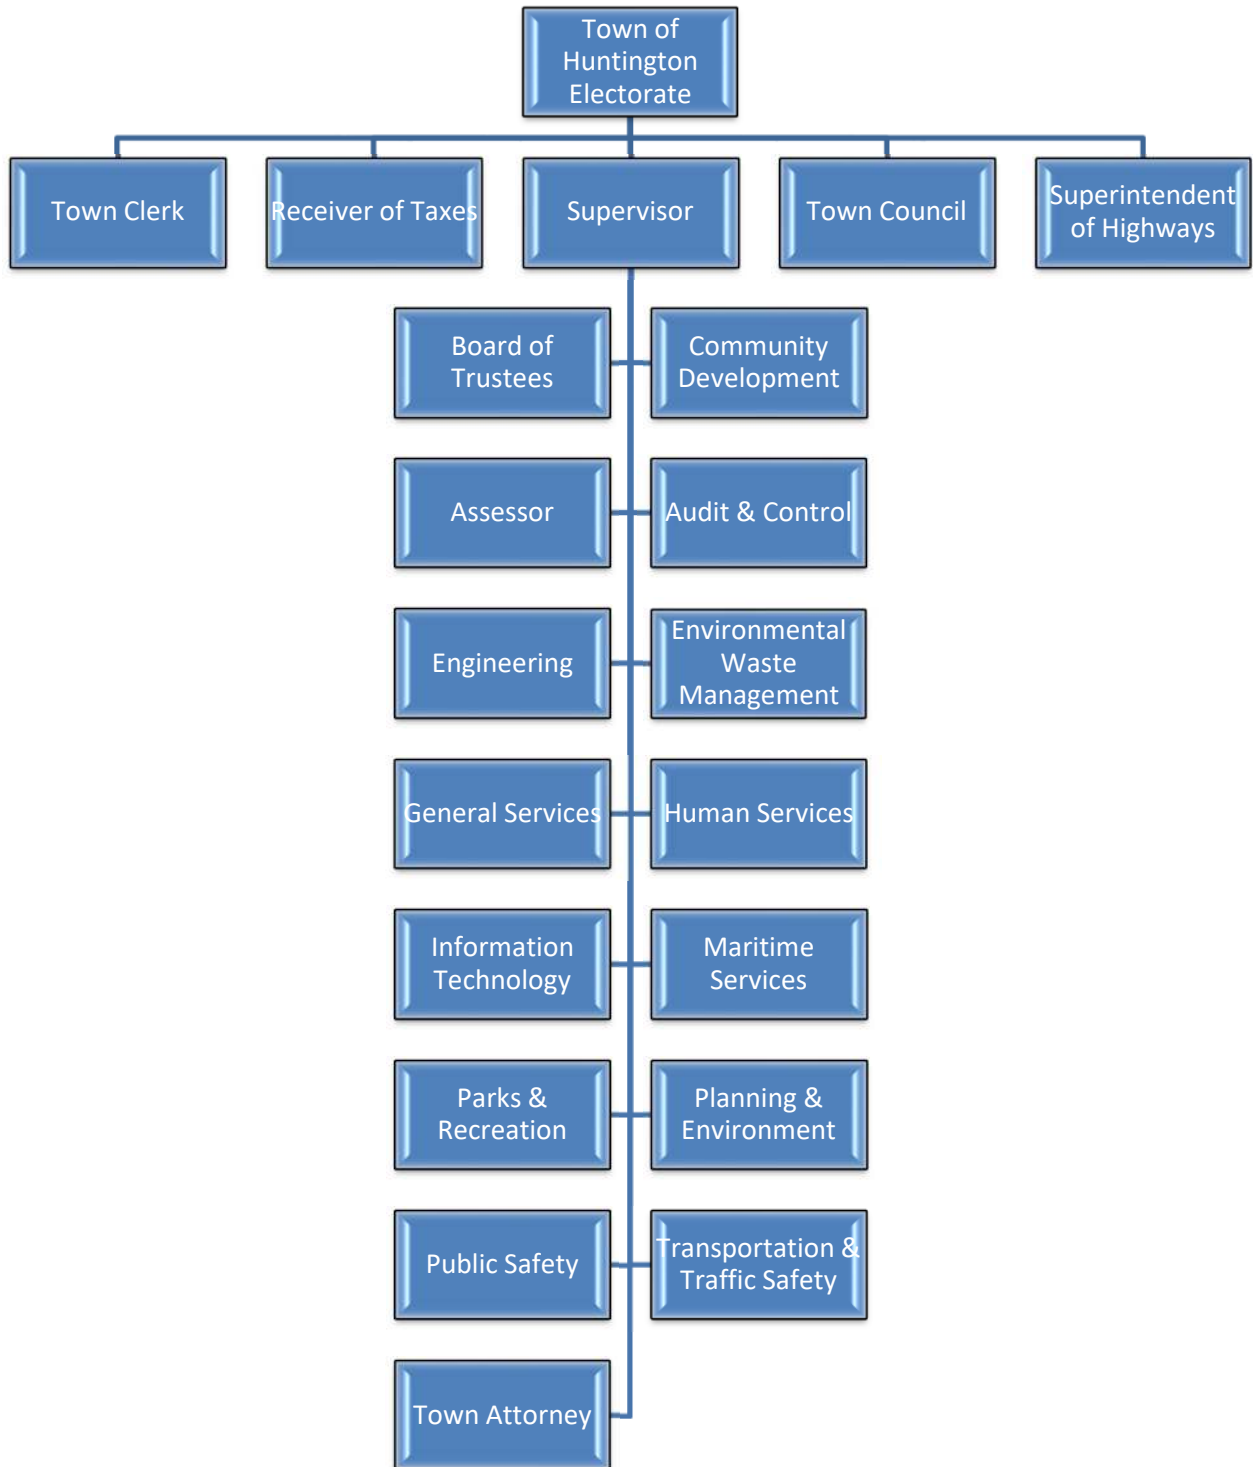 Town of
Huntington
Electorate
Town Clerk
Receiver of Taxes
Supervisor
Town Council
Superintendent
of Highways
Board of
Trustees
Community
Development
Assessor
Audit & Control
Engineering
Environmental
Waste
Management
General Services
Human Services
Information
Technology
Maritime
Services
Parks &
Recreation
Planning &
Environment
Public Safety
Transportation &
Traffic Safety
Town Attorney